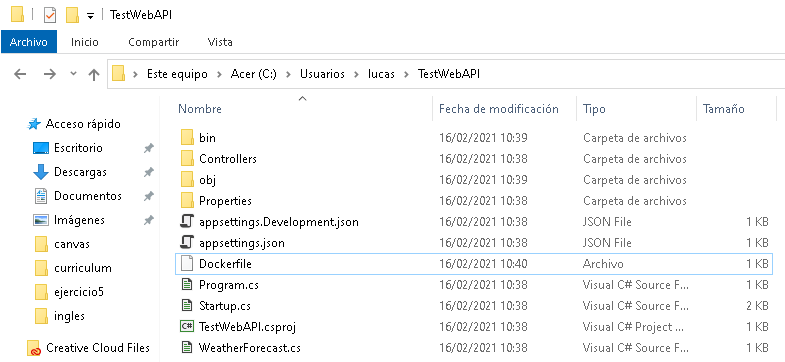 TestWebAPI
Archivo Inicio Compartir Vista
Este equipo > Acer (C:) > Usuarios > lucas > TestWebAPI
Nombre Fecha de modificación Tipo Tamaño
Acceso rápido
Escritorio
Descargas
Documentos
Imágenes
canvas
curriculum
ejercicio5
ingles
Creative Cloud Files
bin 16/02/2021 10:39 Carpeta de archivos
Controllers 16/02/2021 10:38 Carpeta de archivos
obj 16/02/2021 10:39 Carpeta de archivos
Properties 16/02/2021 10:38 Carpeta de archivos
appsettings.Development.json 16/02/2021 10:38 JSON File 1 KB
appsettings.json 16/02/2021 10:38 JSON File 1 KB
Dockerfile 16/02/2021 10:40 Archivo 1 KB
Program.cs 16/02/2021 10:38 Visual C# Source F... 1 KB
Startup.cs 16/02/2021 10:38 Visual C# Source F... 2 KB
TestWebAPI.csproj 16/02/2021 10:38 Visual C# Project ... 1 KB
WeatherForecast.cs 16/02/2021 10:38 Visual C# Source F... 1 KB